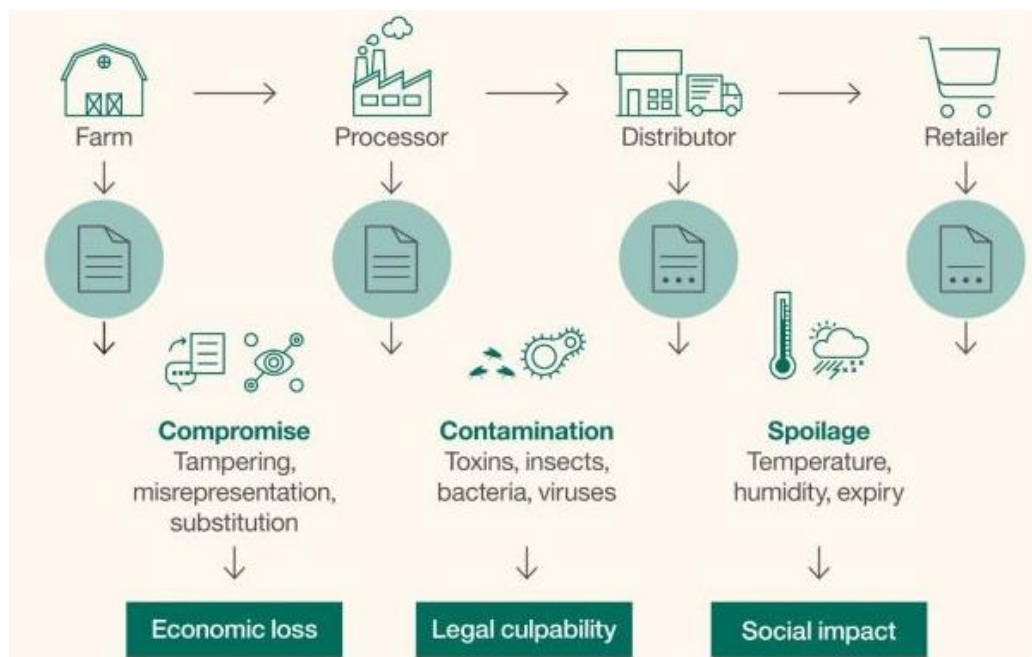 Farm
Processor
Distributor
Retailer
Compromise
Tampering,
misrepresentation,
substitution
Contamination
Toxins, insects,
bacteria, viruses
Spoilage
Temperature,
humidity, expiry
Economic loss
Legal culpability
Social impact